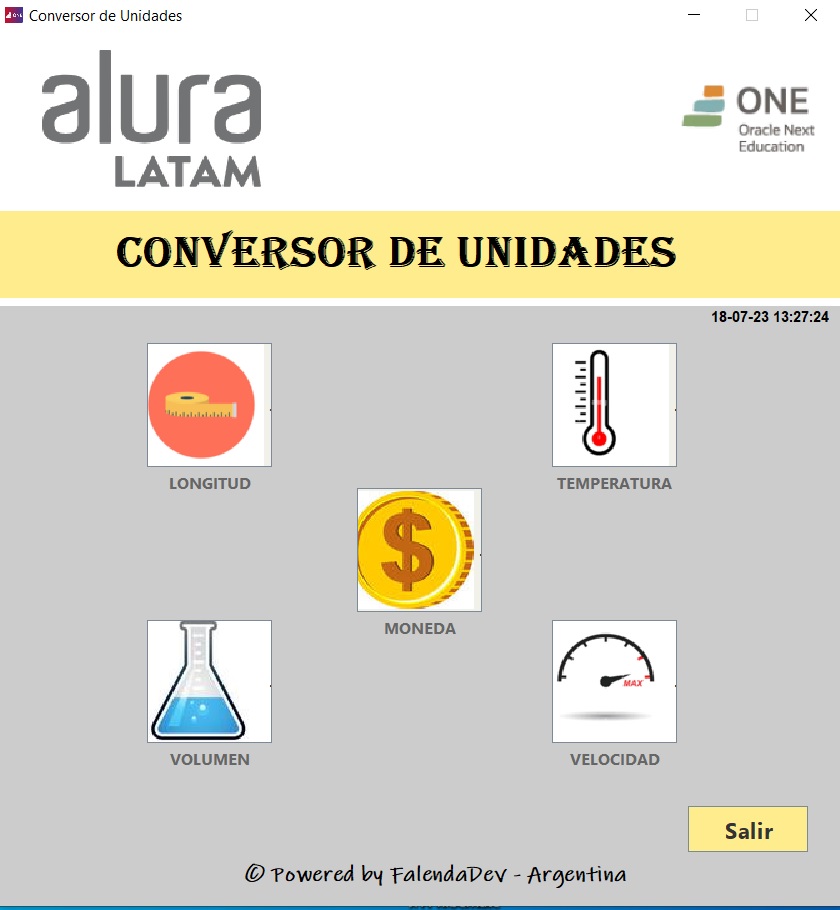 Conversor de Unidades
alura
LATAM
ONE
Oracle Next
Education
CONVERSOR DE UNIDADES
18-07-23 13:27:24
LONGITUD
TEMPERATURA
$
MONEDA
MAX
VOLUMEN
VELOCIDAD
Salir
© Powered by FalendaDev - Argentina